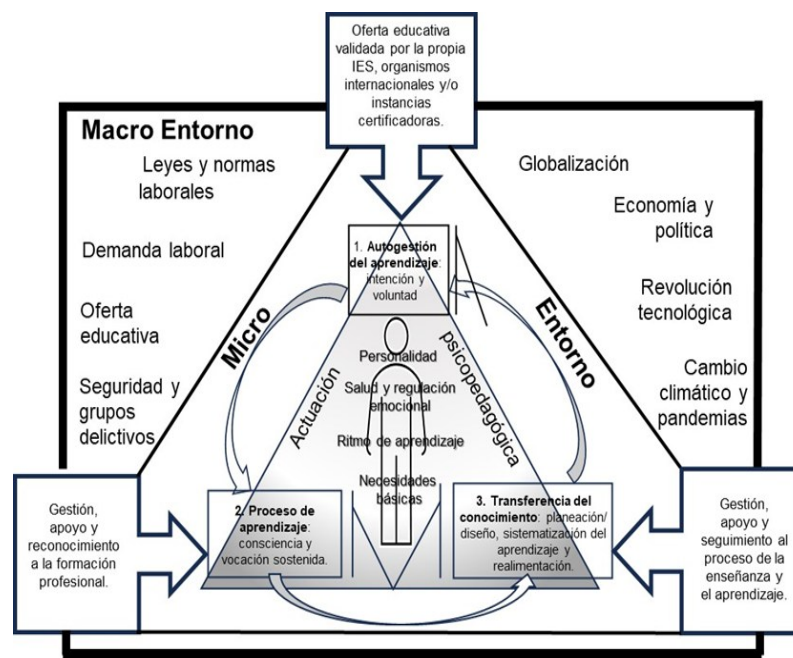 Oferta educativa
validada por la propia
IES, organismos
internacionales y/o
instancias
certificadoras.
Macro Entorno
Leyes y normas
laborales
Demanda laboral
Oferta
educativa
Seguridad y
grupos
delictivos
Globalización
Economía y
política
Revolución
tecnológica
Cambio
climático y
pandemias
Micro
Entorno
1. Autogestión
del aprendizaje:
intención y
voluntad
Actuación
psicopedagógica
Personalidad
Salud y regulación
emocional
Ritmo de aprendizaje
Necesidades
básicas
2. Proceso de
aprendizaje:
consciencia y
vocación sostenida.
3. Transferencia del
conocimiento: planeación/
diseño, sistematización del
aprendizaje y
realimentación.
Gestión,
apoyo y
reconocimiento
a la formación
profesional.
Gestión,
apoyo y
seguimiento al
proceso de la
enseñanza y
el aprendizaje.